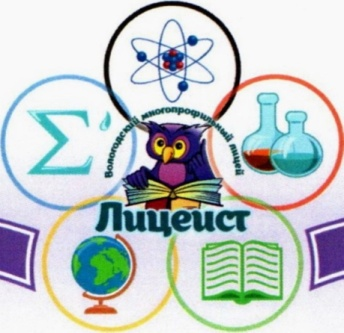 Σ'
Вологодский многопрофильный лицей
Лицеист